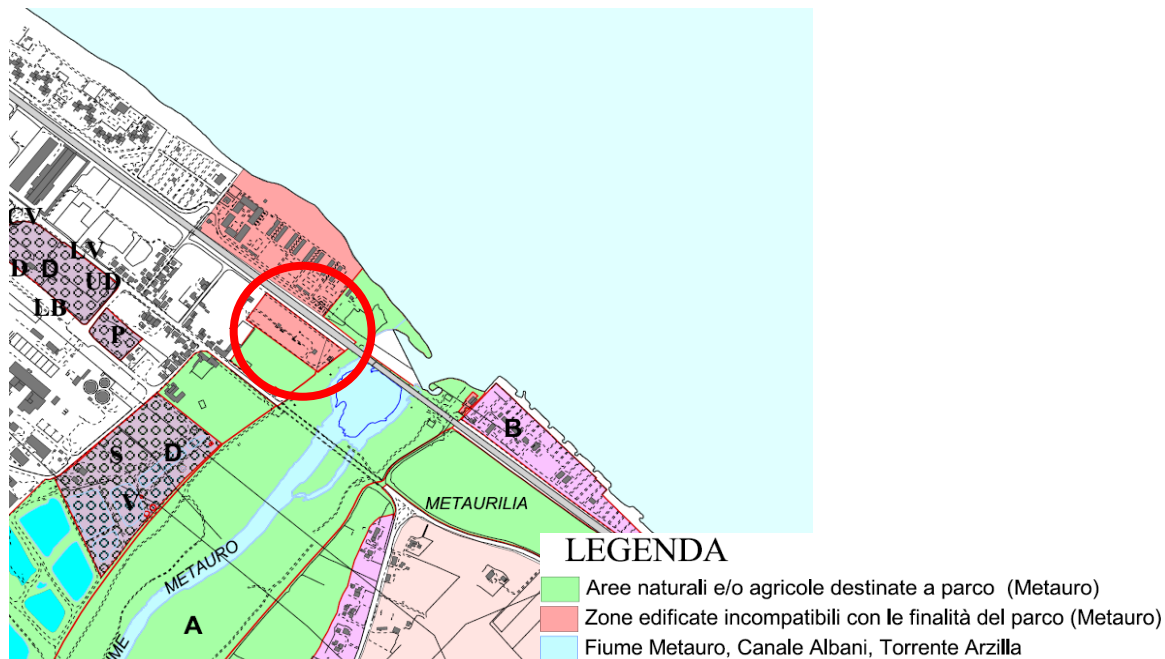 CV
LV
D
D
UD
LB
P
S
D
V
B
METAURILIA
METAURO
A
LEGENDA
Aree naturali e/o agricole destinate a parco (Metauro)
Zone edificate incompatibili con le finalità del parco (Metauro)
Fiume Metauro, Canale Albani, Torrente Arzilla